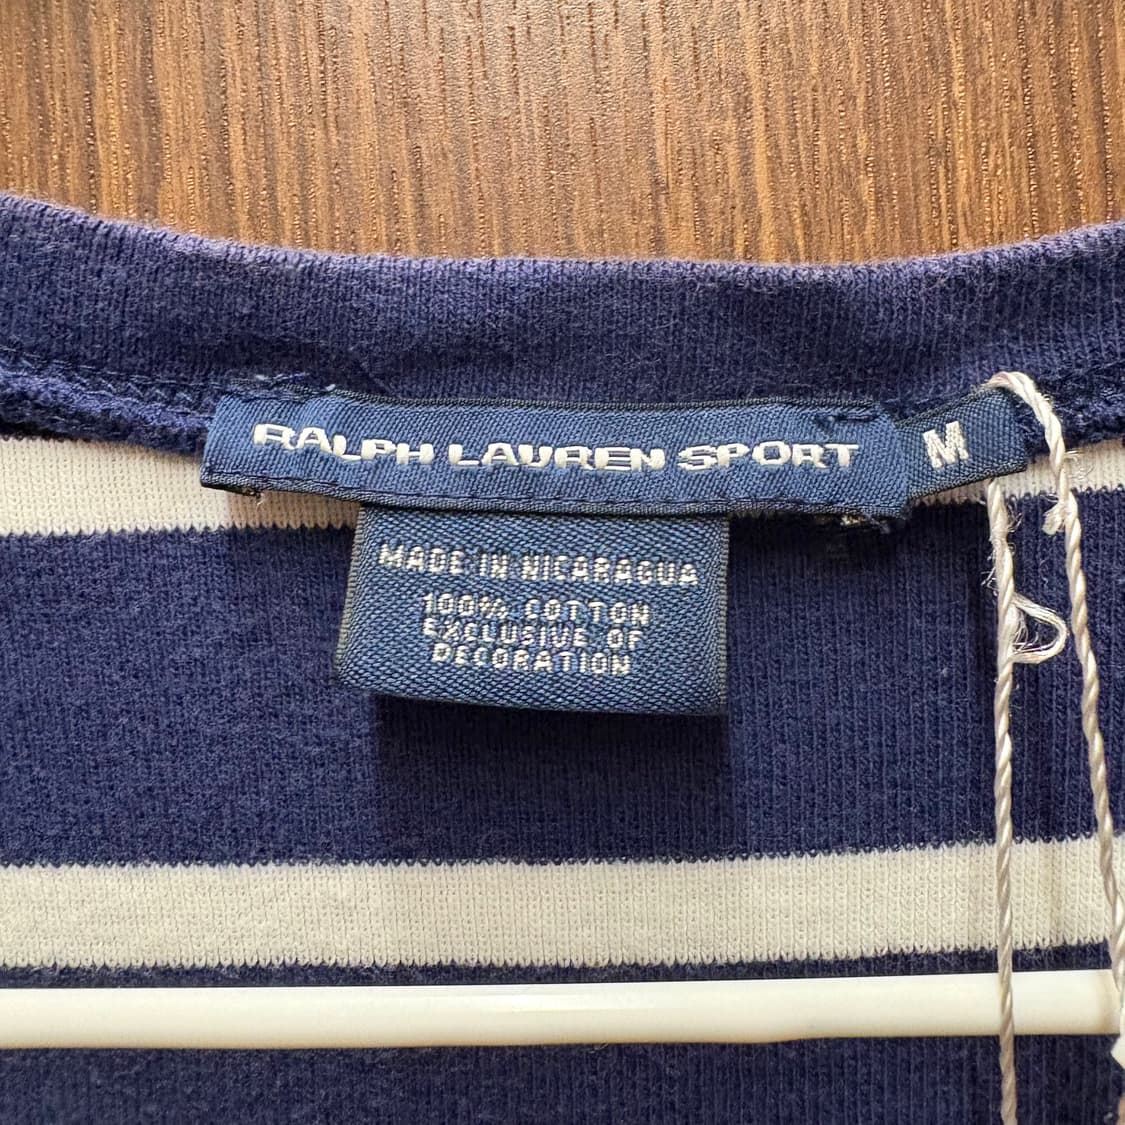 RALPH LAUREN SPORT
M
MADE IN NICARAGUA
100% COTTON
EXCLUSIVE OF
DECORATION